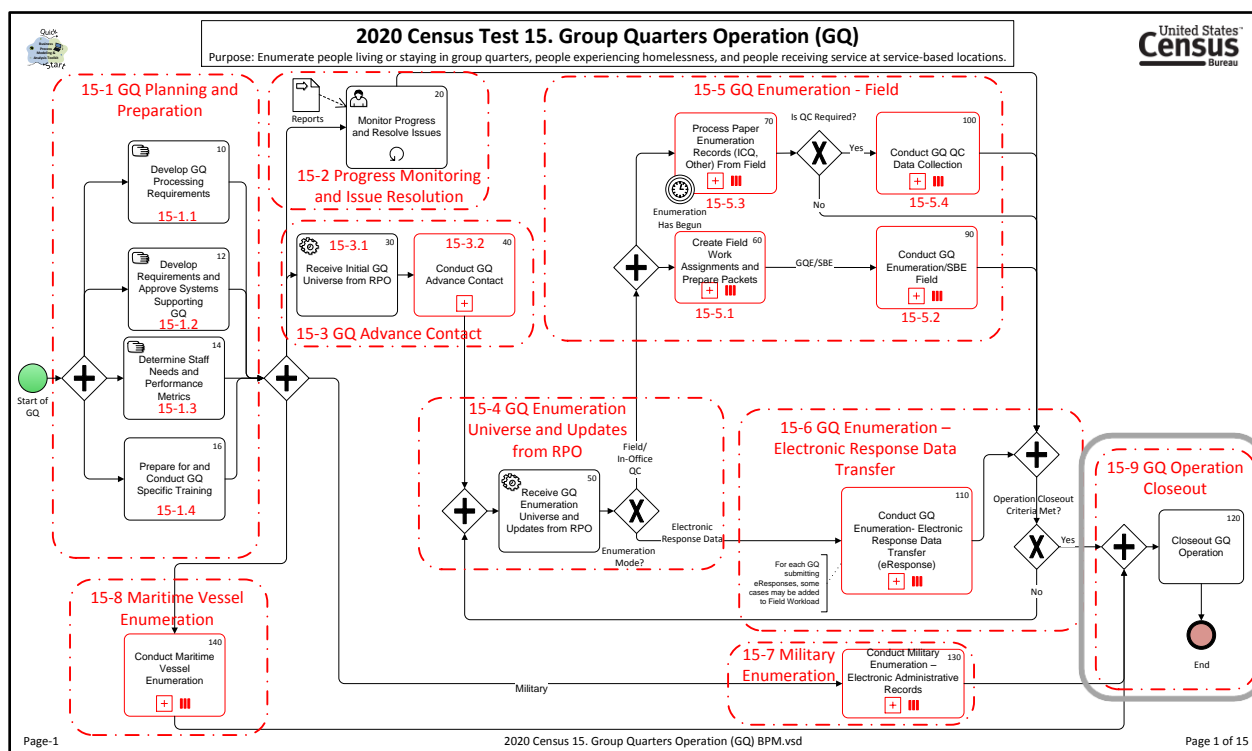 2020 Census Test 15. Group Quarters Operation (GQ)
Purpose: Enumerate people living or staying in group quarters, people experiencing homelessness, and people receiving service at service-based locations.
Quick
Business
Process
Modeling &
Analysis Toolkit
Start
United States™
Census
Bureau
15-1 GQ Planning and
Preparation
10
Develop GQ
Processing
Requirements
15-1.1
12
Develop
Requirements and
Approve Systems
Supporting
GQ
15-1.2
14
Determine Staff
Needs and
Performance
Metrics
15-1.3
16
Prepare for and
Conduct GQ
Specific Training
15-1.4
Start of
GQ
Reports
20
Monitor Progress
and Resolve Issues
15-2 Progress Monitoring
and Issue Resolution
15-3.1
30
Receive Initial GQ
Universe from RPO
15-3.2
40
Conduct GQ
Advance Contact
15-3 GQ Advance Contact
15-4 GQ Enumeration
Universe and Updates
from RPO
50
Receive GQ
Enumeration
Universe and
Updates from RPO
Field/
In-Office
QC
Enumeration
Mode?
Electronic
Response Data
15-5 GQ Enumeration - Field
70
Process Paper
Enumeration
Records (ICQ,
Other) From Field
15-5.3
Enumeration
Has Begun
Is QC Required?
Yes
No
100
Conduct GQ QC
Data Collection
15-5.4
60
Create Field
Work
Assignments and
Prepare Packets
15-5.1
GQE/SBE
90
Conduct GQ
Enumeration/SBE
Field
15-5.2
15-6 GQ Enumeration –
Electronic Response Data
Transfer
110
Conduct GQ
Enumeration- Electronic
Response Data
Transfer
(eResponse)
For each GQ
submitting
eResponses, some
cases may be added
to Field Workload
Operation Closeout
Criteria Met?
Yes
No
15-9 GQ Operation
Closeout
120
Closeout GQ
Operation
End
15-8 Maritime Vessel
Enumeration
140
Conduct Maritime
Vessel
Enumeration
Military
15-7 Military
Enumeration
130
Conduct Military
Enumeration –
Electronic Administrative
Records
Page-1
2020 Census 15. Group Quarters Operation (GQ) BPM.vsd
Page 1 of 15